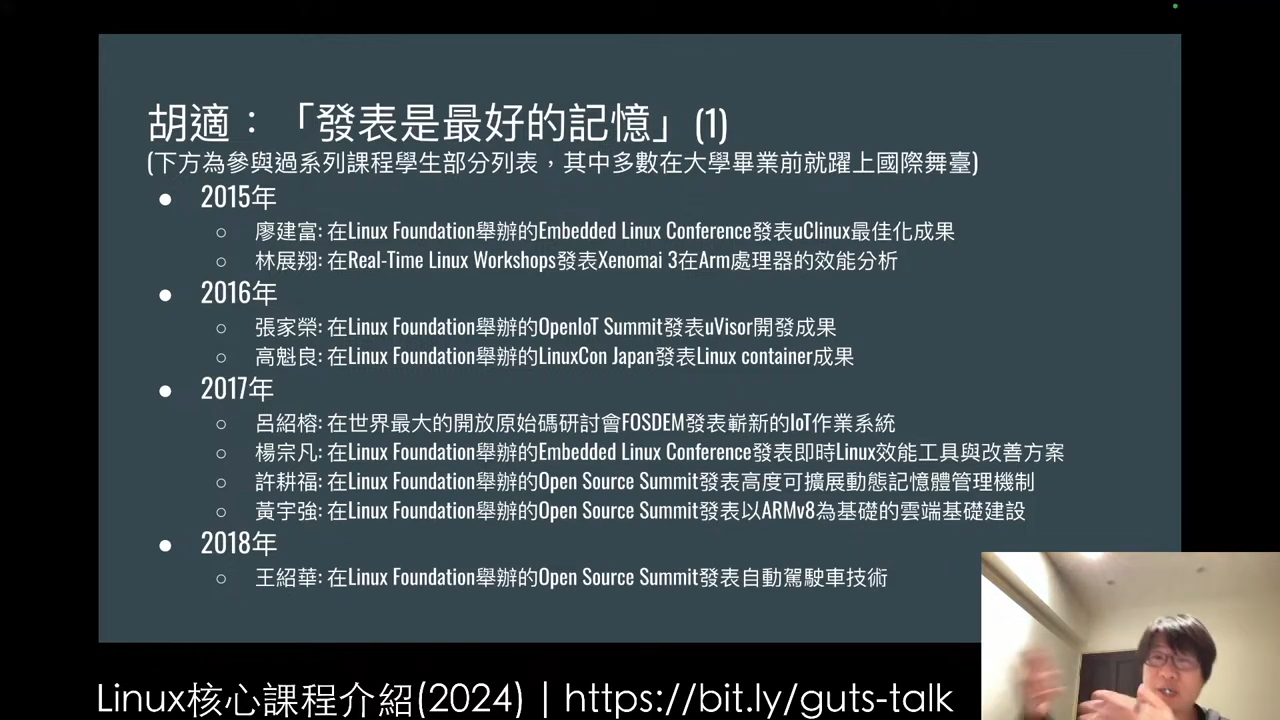 胡適：「發表是最好的記憶」(1)
(下方為參與過系列課程學生部分列表，其中多數在大學畢業前就躍上國際舞臺)
● 2015年
○ 廖建富: 在Linux Foundation舉辦的Embedded Linux Conference發表uClinux最佳化成果
○ 林展翔: 在Real-Time Linux Workshops發表Xenomai 3在Arm處理器的效能分析
● 2016年
○ 張家榮: 在Linux Foundation舉辦的OpenIoT Summit發表uVisor開發成果
○ 高魁良: 在Linux Foundation舉辦的LinuxCon Japan發表Linux container成果
● 2017年
○ 呂紹榕: 在世界最大的開放原始碼研討會FOSDEM發表嶄新的IoT作業系統
○ 楊宗凡: 在Linux Foundation舉辦的Embedded Linux Conference發表即時Linux效能工具與改善方案
○ 許耕福: 在Linux Foundation舉辦的Open Source Summit發表高度可擴展動態記憶體管理機制
○ 黃宇強: 在Linux Foundation舉辦的Open Source Summit發表以ARMv8為基礎的雲端基礎建設
● 2018年
○ 王紹華: 在Linux Foundation舉辦的Open Source Summit發表自動駕駛車技術
Linux核心課程介紹(2024) | https://bit.ly/guts-talk